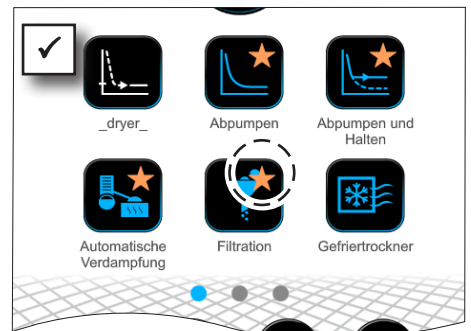 _dryer_
Abpumpen
Abpumpen und
Halten
Automatische
Verdampfung
Filtration
Gefriertrockner